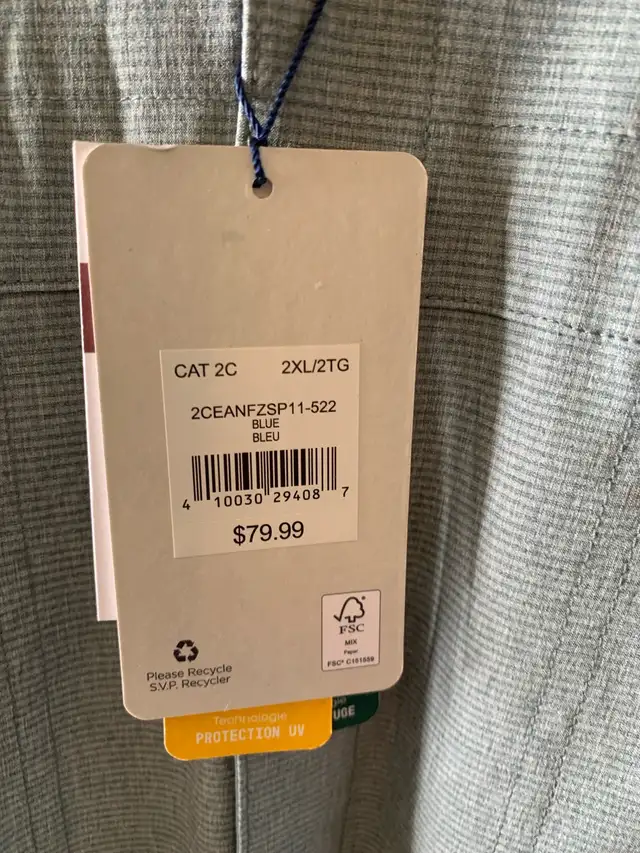 CAT 2C 2XL/2TG
2CEANFZSP11-522
BLUE
BLEU
4 10030 29408 7
$79.99
FSC®
MIX
Paper
FSC® C151559
Please Recycle
S.V.P. Recycler
Technologie
PROTECTION UV